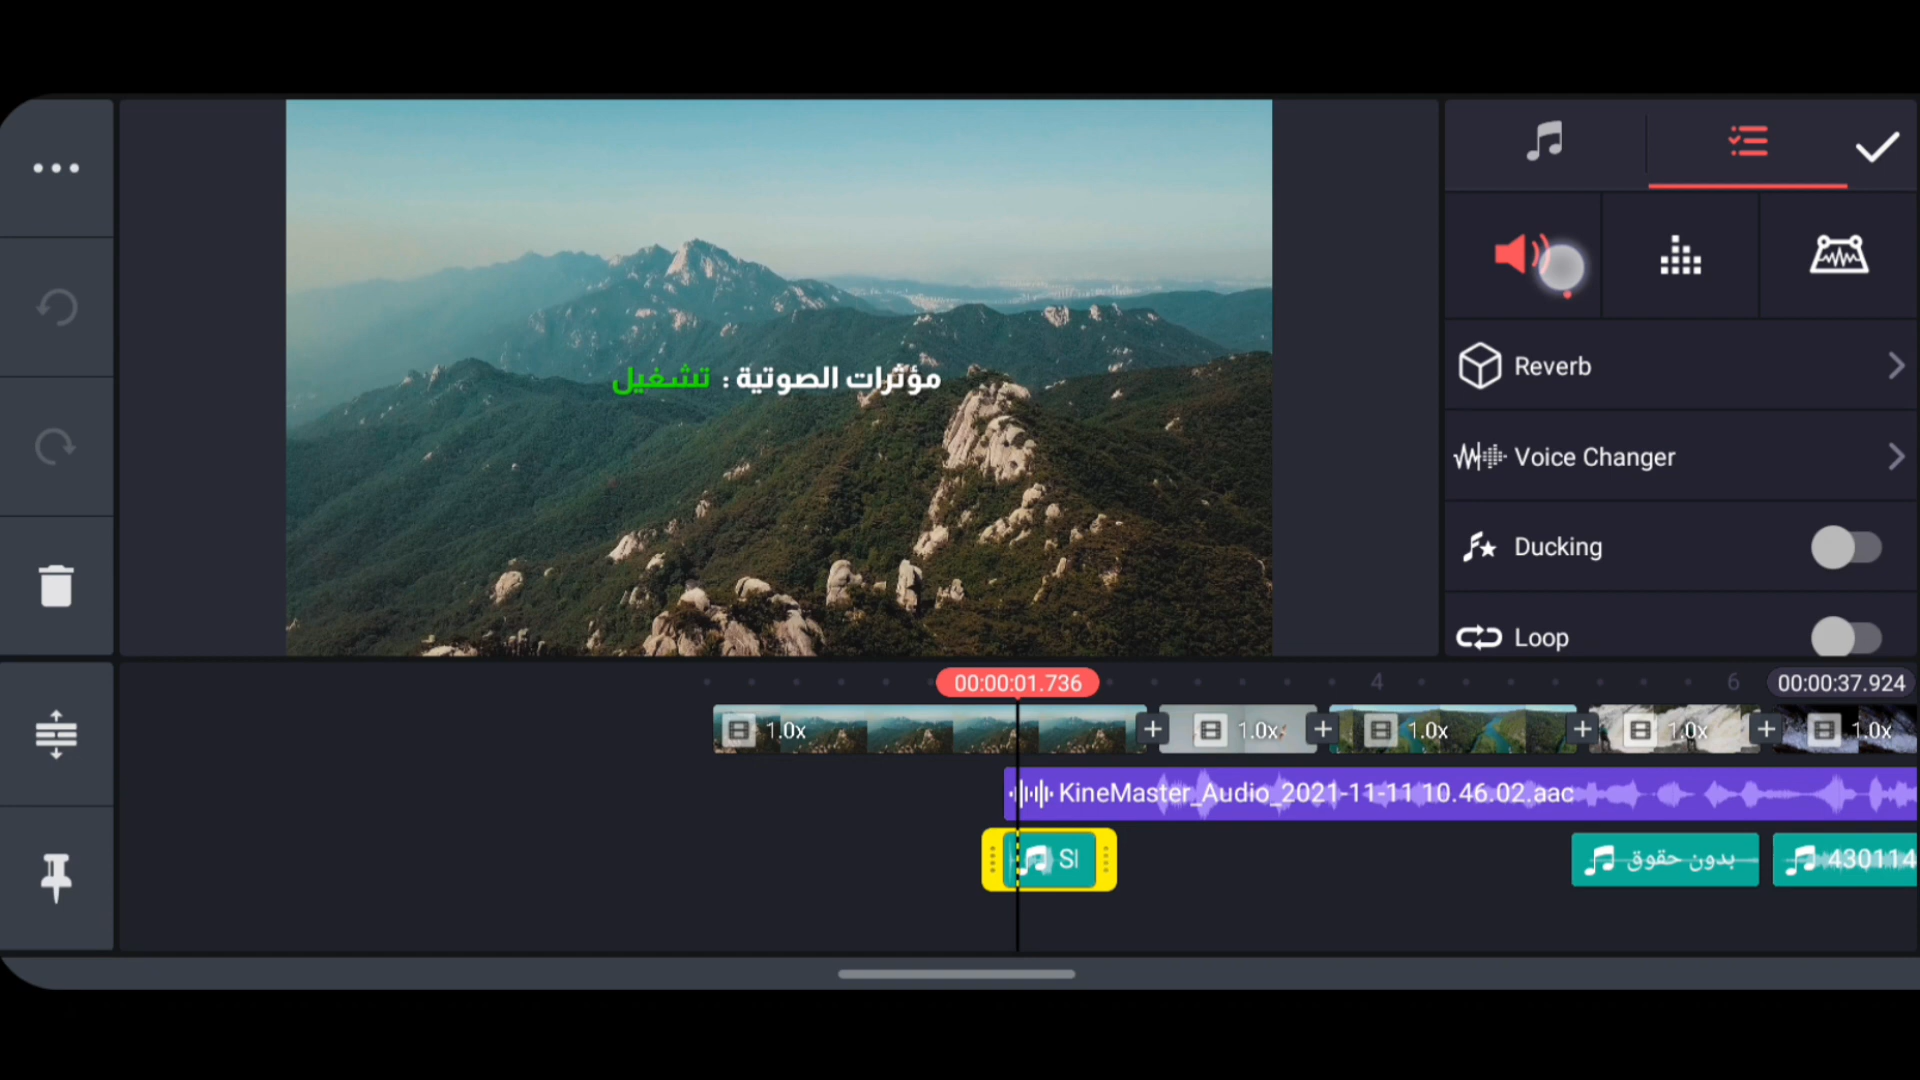 مؤثرات الصوتية : تشغيل
Reverb
Voice Changer
Ducking
Loop
00:00:01.736
4
6
00:00:37.924
1.0x
1.0x
1.0x
1.0x
1.0x
KineMaster_Audio_2021-11-11 10.46.02.aac
Sl
بدون حقوق
430114